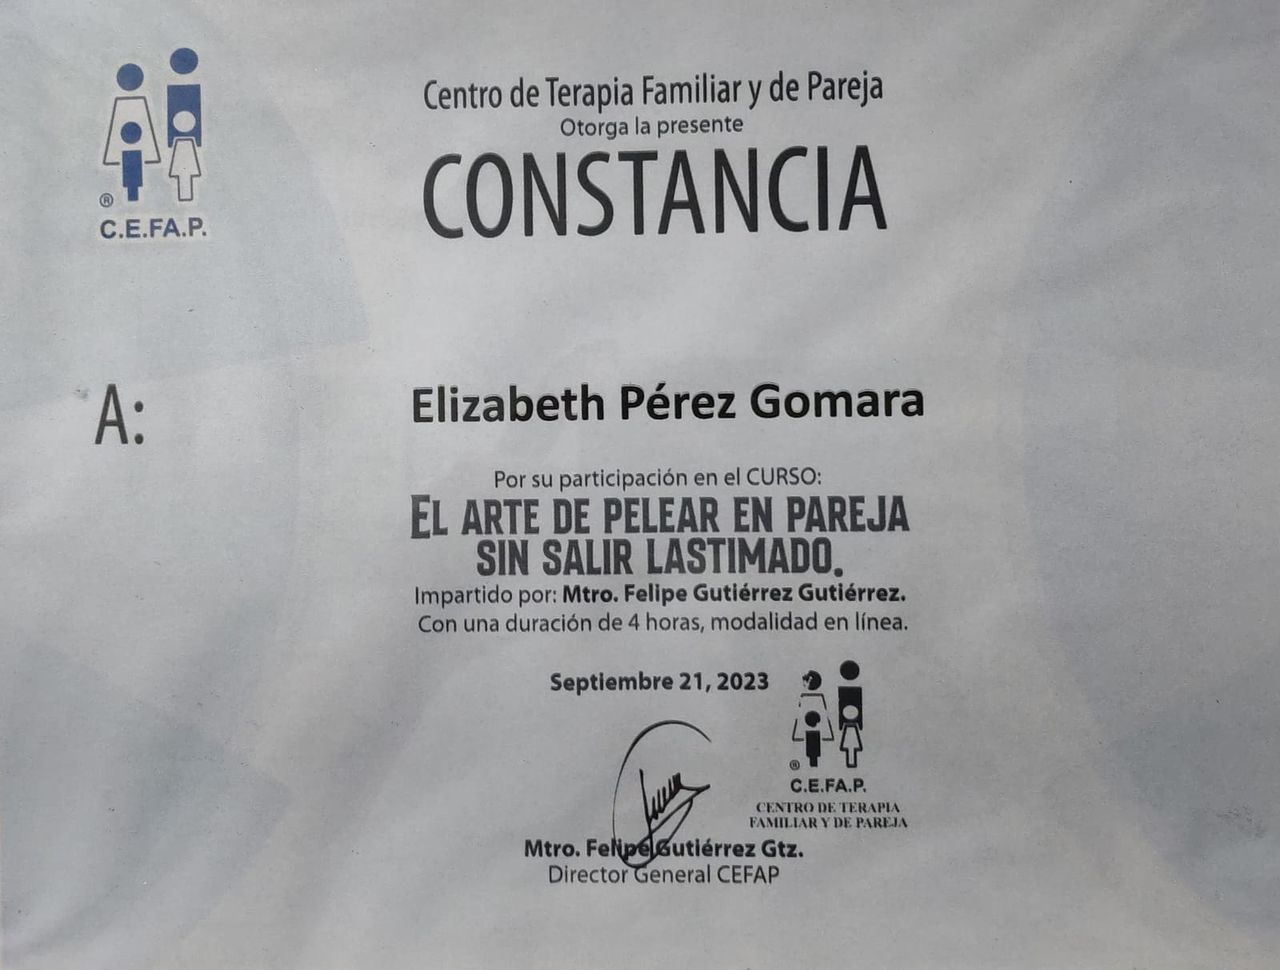 Centro de Terapia Familiar y de Pareja
Otorga la presente
CONSTANCIA
®
C.E.FA.P.
A:
Elizabeth Pérez Gomara
Por su participación en el CURSO:
EL ARTE DE PELEAR EN PAREJA
SIN SALIR LASTIMADO.
Impartido por: Mtro. Felipe Gutiérrez Gutiérrez.
Con una duración de 4 horas, modalidad en línea.
Septiembre 21, 2023
®
C.E.FA.P.
CENTRO DE TERAPIA
FAMILIAR Y DE PAREJA
Mtro. Felipe Gutiérrez Gtz.
Director General CEFAP